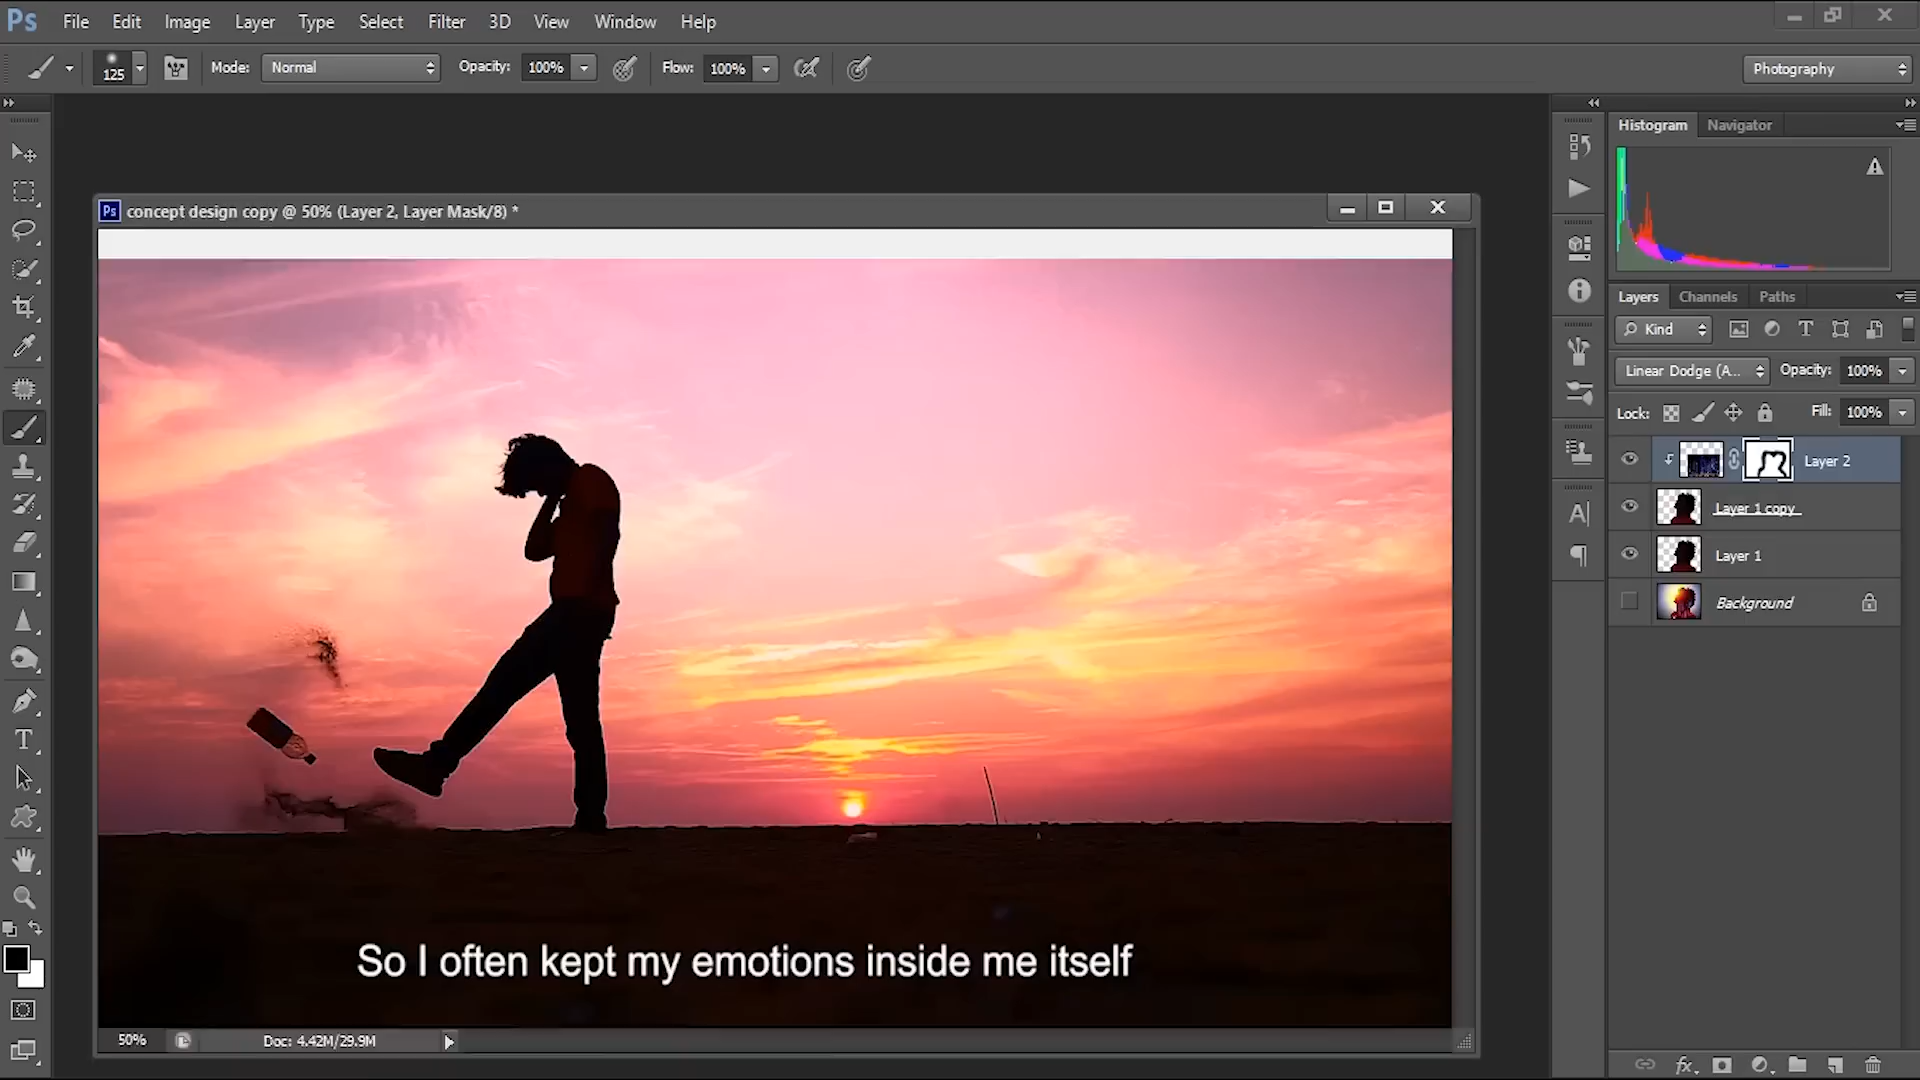 Ps File Edit Image Layer Type Select Filter 3D View Window Help
125 Mode: Normal Opacity: 100% Flow: 100% Photography
Histogram Navigator
Ps concept design copy @ 50% (Layer 2, Layer Mask/8) *
Layers Channels Paths
Kind
Linear Dodge (A... Opacity: 100%
Lock: Fill: 100%
Layer 2
Layer 1 copy
Layer 1
Background
So I often kept my emotions inside me itself
50% Doc: 4.42M/29.9M